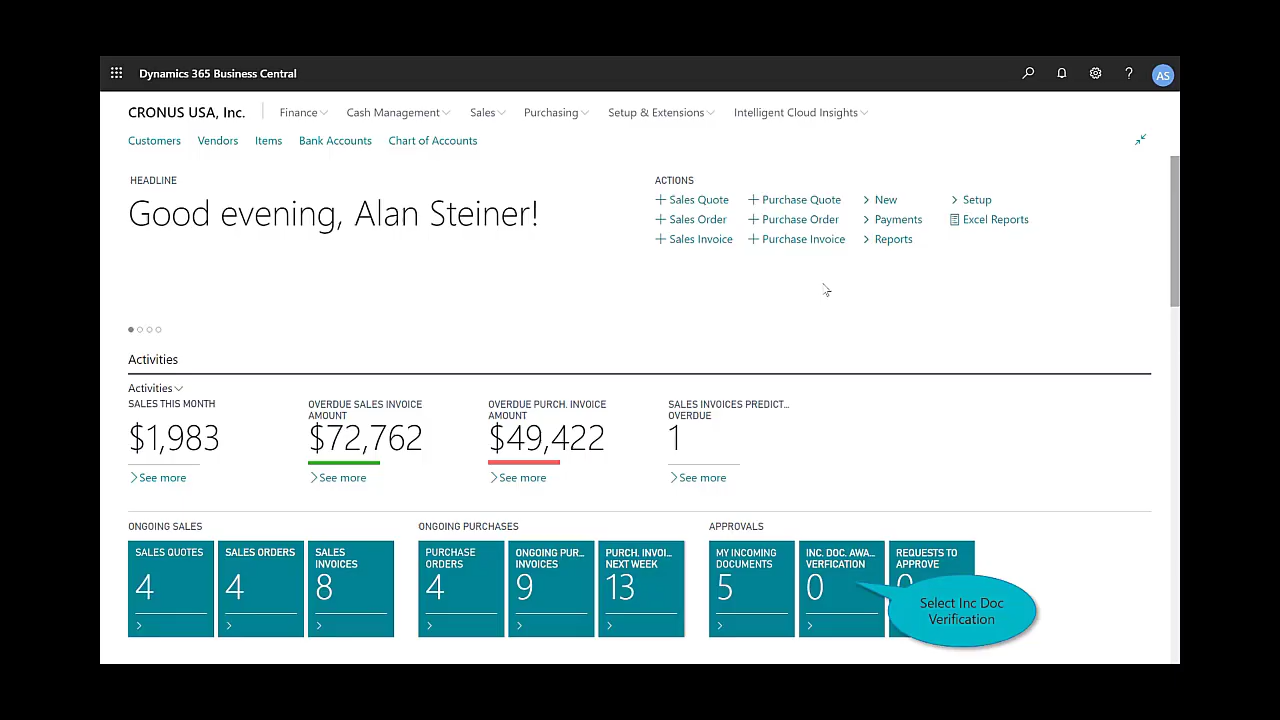 Dynamics 365 Business Central
AS
CRONUS USA, Inc.
Finance
Cash Management
Sales
Purchasing
Setup & Extensions
Intelligent Cloud Insights
Customers
Vendors
Items
Bank Accounts
Chart of Accounts
HEADLINE
Good evening, Alan Steiner!
ACTIONS
Sales Quote
Purchase Quote
New
Setup
Sales Order
Purchase Order
Payments
Excel Reports
Sales Invoice
Purchase Invoice
Reports
Activities
Activities
SALES THIS MONTH
$1,983
See more
OVERDUE SALES INVOICE
AMOUNT
$72,762
See more
OVERDUE PURCH. INVOICE
AMOUNT
$49,422
See more
SALES INVOICES PREDICT...
OVERDUE
1
See more
ONGOING SALES
SALES QUOTES
4
SALES ORDERS
4
SALES
INVOICES
8
ONGOING PURCHASES
PURCHASE
ORDERS
4
ONGOING PUR...
INVOICES
9
PURCH. INVOI...
NEXT WEEK
13
APPROVALS
MY INCOMING
DOCUMENTS
5
INC. DOC. AWA...
VERFICATION
0
REQUESTS TO
APPROVE
Select Inc Doc
Verification